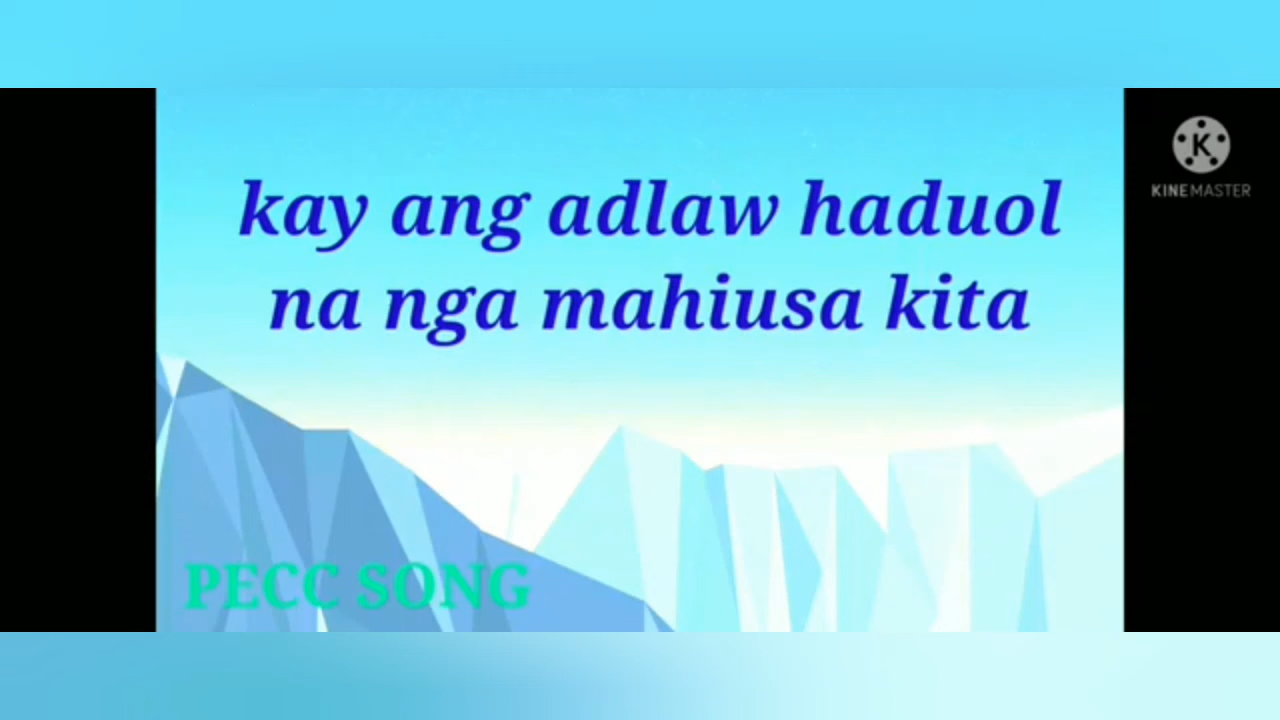 kay ang adlaw haduol
na nga mahiusa kita
PECC SONG
K
KINEMASTER